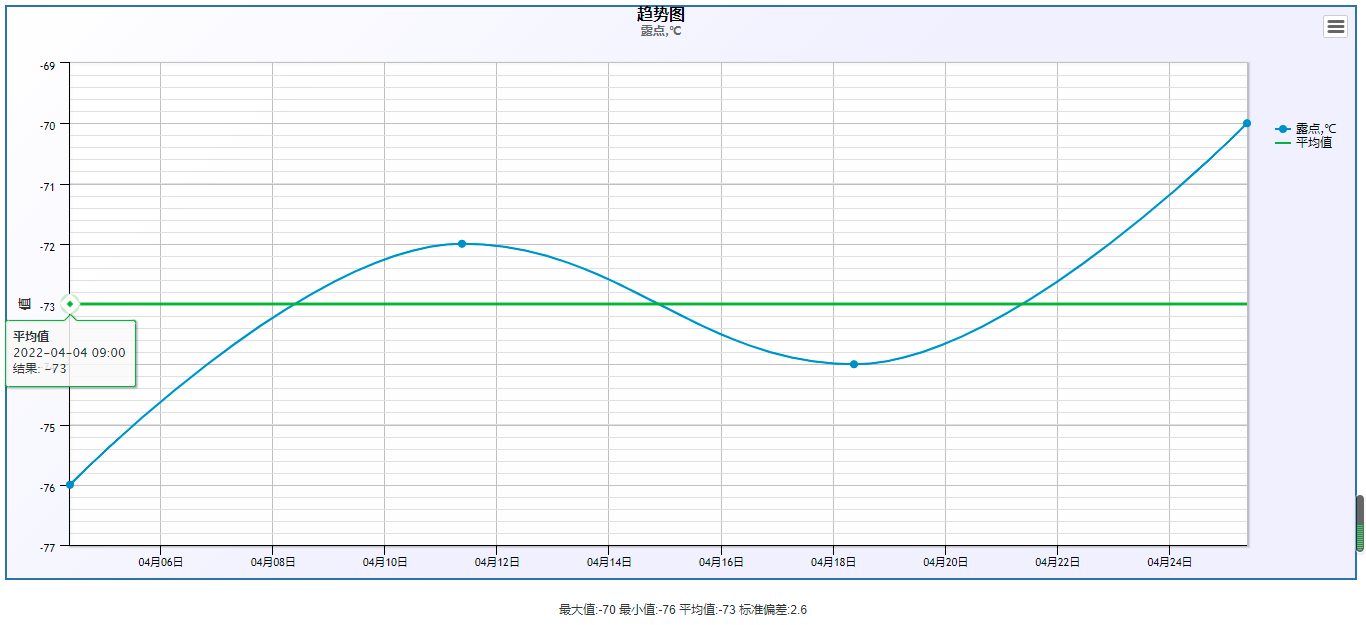 趋势图
露点,℃
-69
-70
-71
-72
-73
-75
-76
-77
值
平均值
2022-04-04 09:00
结果: -73
露点,℃
平均值
04月06日
04月08日
04月10日
04月12日
04月14日
04月16日
04月18日
04月20日
04月22日
04月24日
最大值:-70 最小值:-76 平均值:-73 标准偏差:2.6